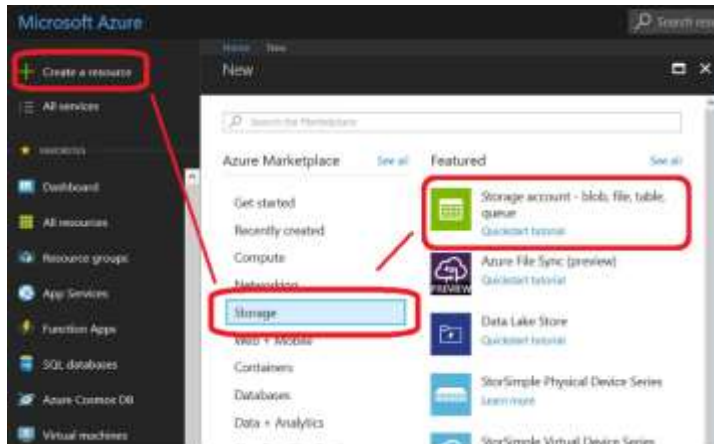 Microsoft Azure
Search reso
Home New
Create a resource
New
All services
Search the Marketplace
FAVORITES
Azure Marketplace See all Featured See all
Dashboard
Get started
Storage account - blob, file, table,
queue
Quickstart tutorial
All resources
Recently created
Resource groups
Compute
Azure File Sync (preview)
PREVIEW
Quickstart tutorial
Networking
App Services
Storage
Data Lake Store
Function Apps
Web + Mobile
Quickstart tutorial
SQL databases
Containers
Azure Cosmos DB
Databases
StorSimple Physical Device Series
Learn more
Data + Analytics
Virtual machines
StorSimple Virtual Device Series